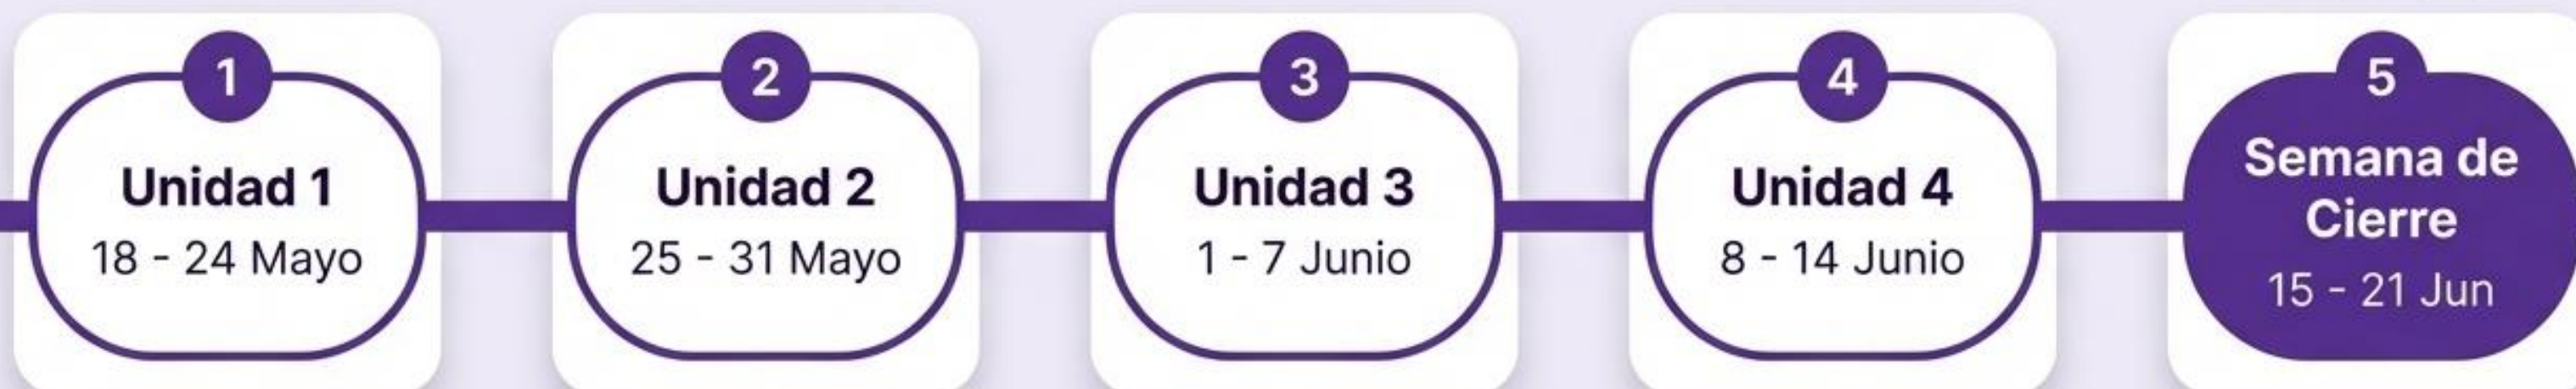 1
Unidad 1
18 - 24 Mayo
2
Unidad 2
25 - 31 Mayo
3
Unidad 3
1 - 7 Junio
4
Unidad 4
8 - 14 Junio
5
Semana de
Cierre
15 - 21 Jun